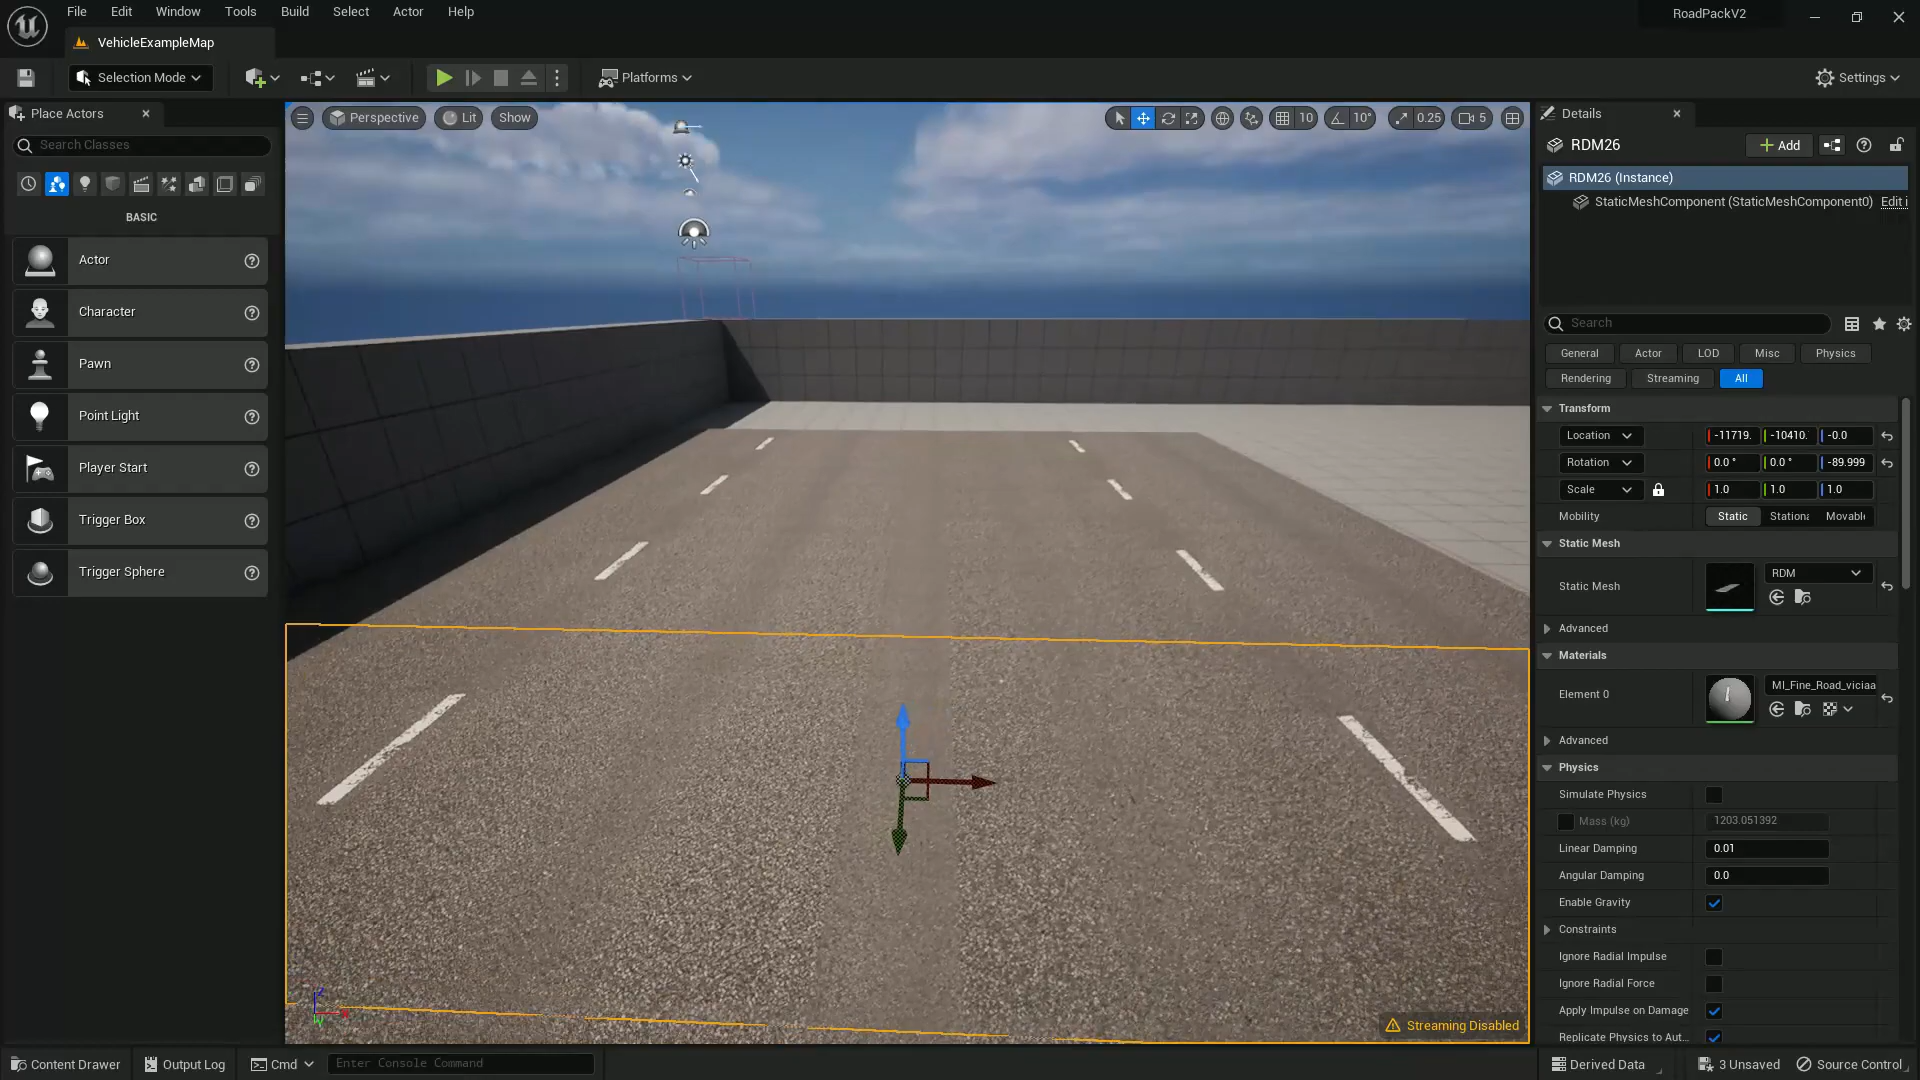 File Edit Window Tools Build Select Actor Help
RoadPackV2
VehicleExampleMap
Selection Mode
Platforms
Settings
Place Actors
Search Classes
BASIC
Actor
Character
Pawn
Point Light
Player Start
Trigger Box
Trigger Sphere
Perspective Lit Show
10 10° 0.25 5
Streaming Disabled
Details
RDM26
Add
RDM26 (Instance)
StaticMeshComponent (StaticMeshComponent0) Edit i
Search
General Actor LOD Misc Physics
Rendering Streaming All
Transform
Location -11719. -10410. -0.0
Rotation 0.0 ° 0.0 ° -89.999
Scale 1.0 1.0 1.0
Mobility Static Stationa Movabl
Static Mesh
Static Mesh RDM
Advanced
Materials
Element 0 MI_Fine_Road_viciaa
Advanced
Physics
Simulate Physics
Mass (kg) 1203.051392
Linear Damping 0.01
Angular Damping 0.0
Enable Gravity
Constraints
Ignore Radial Impulse
Ignore Radial Force
Apply Impulse on Damage
Replicate Physics to Aut...
Content Drawer Output Log Cmd Enter Console Command
Derived Data 3 Unsaved Source Control